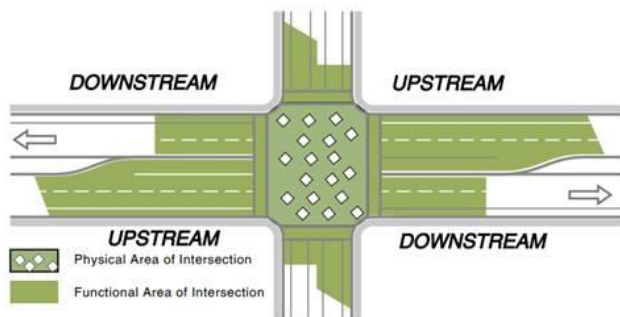 DOWNSTREAM
UPSTREAM
UPSTREAM
DOWNSTREAM
Physical Area of Intersection
Functional Area of Intersection